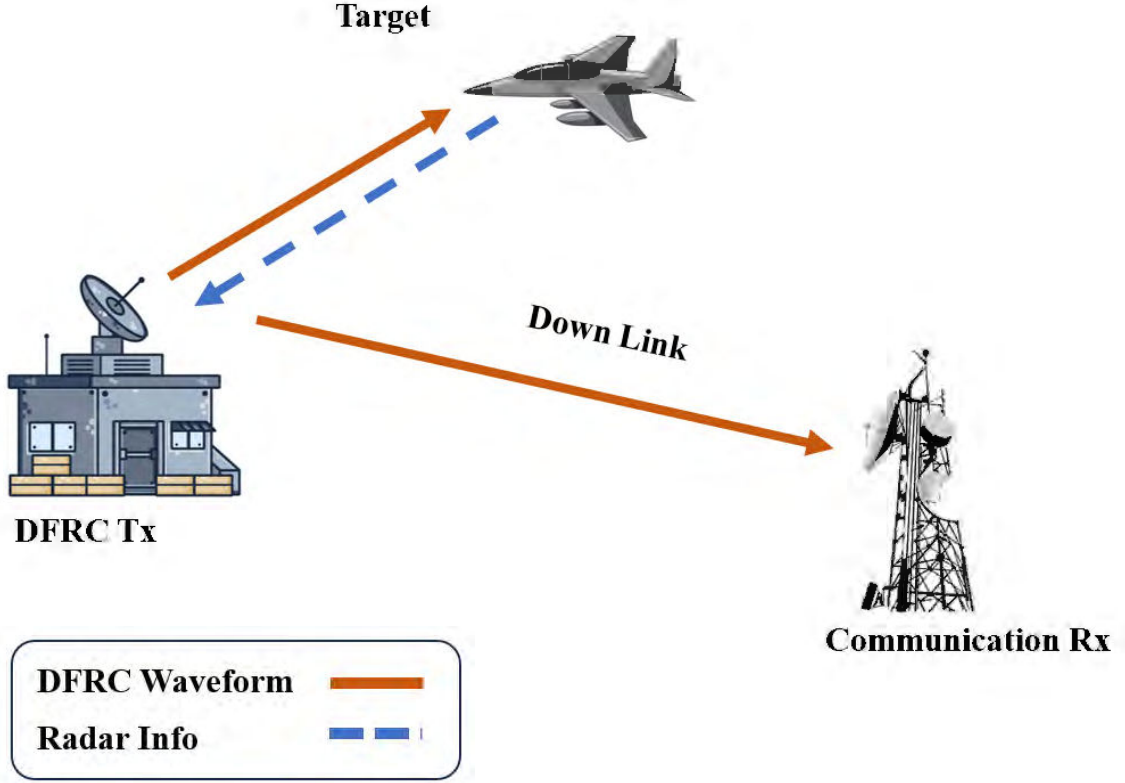 Target
Down Link
DFRC Tx
Communication Rx
DFRC Waveform
Radar Info